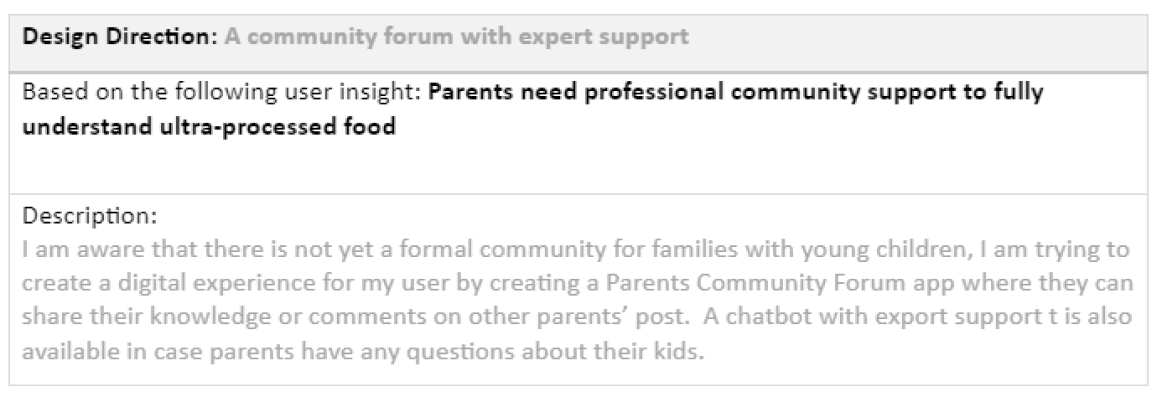 Design Direction: A community forum with expert support
Based on the following user insight: Parents need professional community support to fully
understand ultra-processed food
Description:
I am aware that there is not yet a formal community for families with young children, I am trying to
create a digital experience for my user by creating a Parents Community Forum app where they can
share their knowledge or comments on other parents’ post.  A chatbot with export support t is also
available in case parents have any questions about their kids.